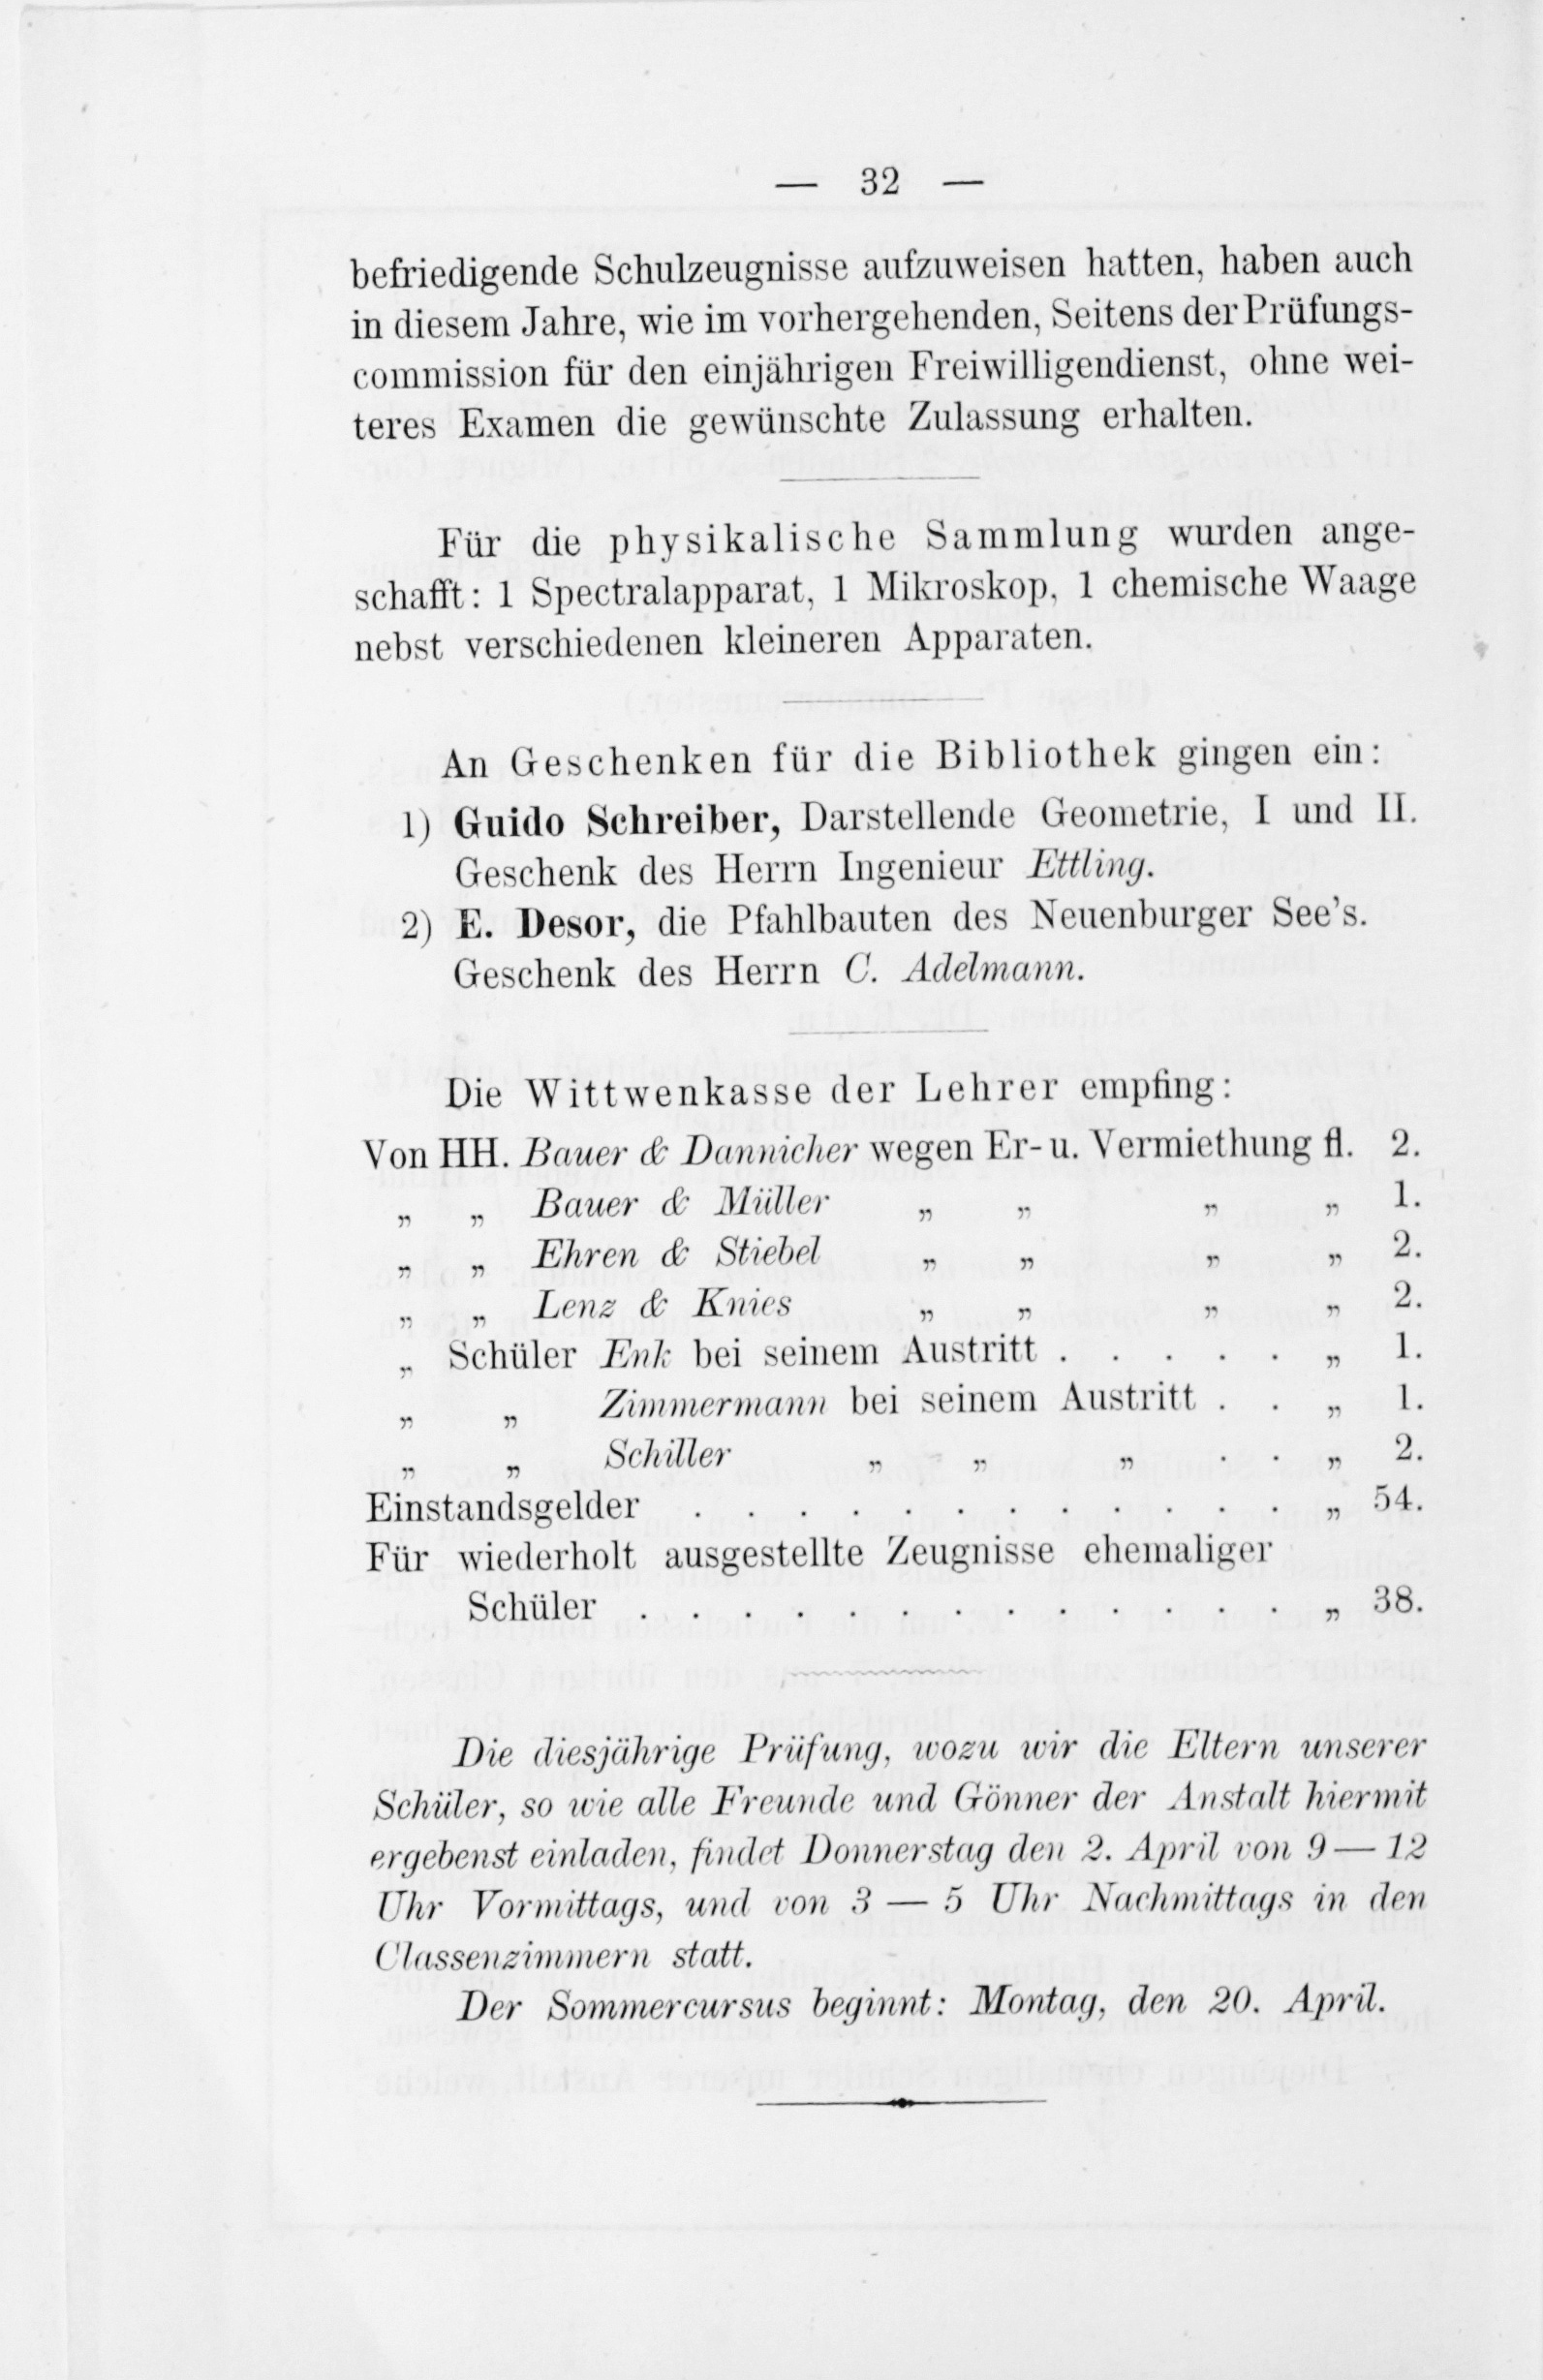 — 32 —
befriedigende Schulzeugnisse aufzuweisen hatten, haben auch
in diesem Jahre, wie im vorhergehenden, Seitens der Prüfungs-
commission für den einjährigen Freiwilligendienst, ohne wei-
teres Examen die gewünschte Zulassung erhalten.
Für die physikalische Sammlung wurden ange-
schafft: 1 Spectralapparat, 1 Mikroskop, 1 chemische Waage
nebst verschiedenen kleineren Apparaten.
An Geschenken für die Bibliothek gingen ein:
1) Guido Schreiber, Darstellende Geometrie, I und II.
Geschenk des Herrn Ingenieur Ettling.
2) E. Desor, die Pfahlbauten des Neuenburger See's.
Geschenk des Herrn C. Adelmann.
Die Wittwenkasse der Lehrer empfing:
Von HH. Bauer & Dannicher wegen Er- u. Vermiethung fl. 2.
„ „ Bauer & Müller „ „ „ „ 1.
„ „ Ehren & Stiebel „ „ „ „ 2.
„ „ Lenz & Knies „ „ „ „ 2.
„ Schüler Enk bei seinem Austritt . . . . . „ 1.
„ „ Zimmermann bei seinem Austritt . . „ 1.
„ „ Schiller „ „ „ . . „ 2.
Einstandsgelder . . . . . . . . . . . . „ 54.
Für wiederholt ausgestellte Zeugnisse ehemaliger
Schüler . . . . . . . . . . . . . „ 38.
Die diesjährige Prüfung, wozu wir die Eltern unserer
Schüler, so wie alle Freunde und Gönner der Anstalt hiermit
ergebenst einladen, findet Donnerstag den 2. April von 9 — 12
Uhr Vormittags, und von 3 — 5 Uhr Nachmittags in den
Classenzimmern statt.
Der Sommercursus beginnt: Montag, den 20. April.